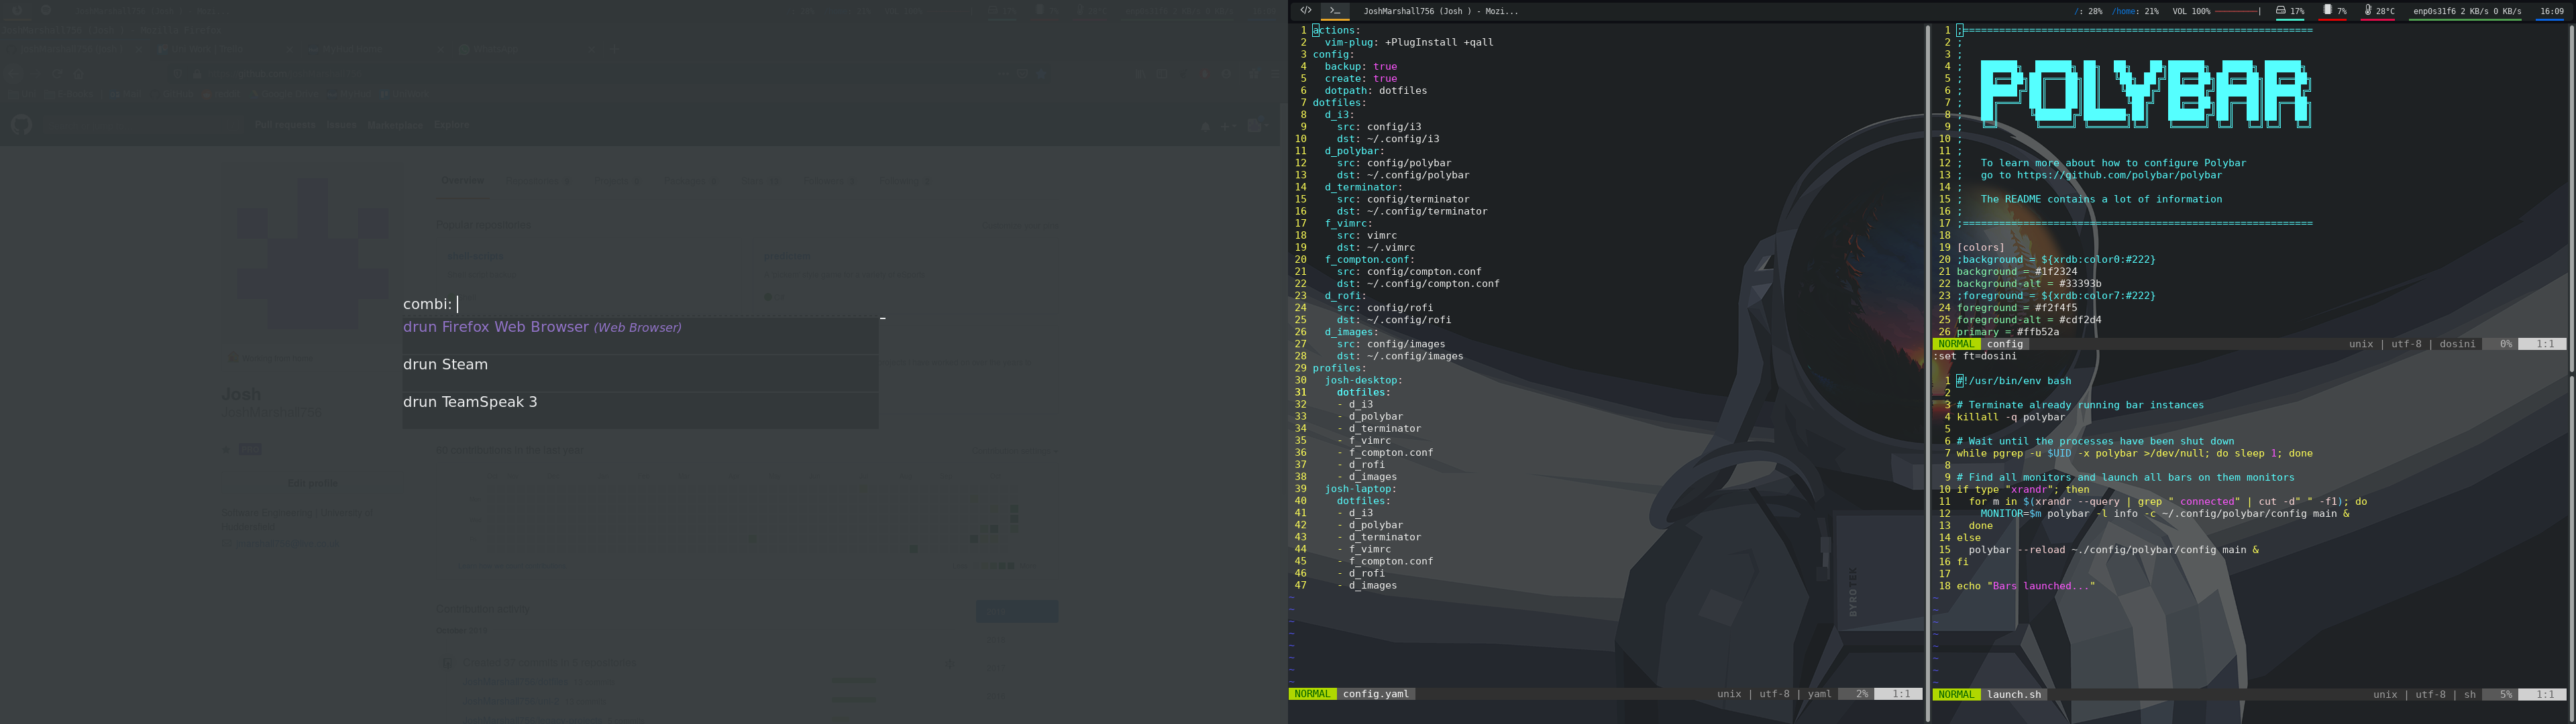 Pull requests Issues Marketplace Explore
Overview
Popular repositories
Josh
JoshMarshall756
Edit profile
Contribution activity
combi:
drun Firefox Web Browser (Web Browser)
drun Steam
drun TeamSpeak 3
</> >_ JoshMarshall756 (Josh ) - Mozi...
/: 28% /home: 21% VOL 100% 17% 7% 28°C enp0s31f6 2 KB/s 0 KB/s 16:09
1 actions:
2 vim-plug: +PlugInstall +qall
3 config:
4 backup: true
5 create: true
6 dotpath: dotfiles
7 dotfiles:
8 d_i3:
9 src: config/i3
10 dst: ~/.config/i3
11 d_polybar:
12 src: config/polybar
13 dst: ~/.config/polybar
14 d_terminator:
15 src: config/terminator
16 dst: ~/.config/terminator
17 f_vimrc:
18 src: vimrc
19 dst: ~/.vimrc
20 f_compton.conf:
21 src: config/compton.conf
22 dst: ~/.config/compton.conf
23 d_rofi:
24 src: config/rofi
25 dst: ~/.config/rofi
26 d_images:
27 src: config/images
28 dst: ~/.config/images
29 profiles:
30 josh-desktop:
31 dotfiles:
32 - d_i3
33 - d_polybar
34 - d_terminator
35 - f_vimrc
36 - f_compton.conf
37 - d_rofi
38 - d_images
39 josh-laptop:
40 dotfiles:
41 - d_i3
42 - d_polybar
43 - d_terminator
44 - f_vimrc
45 - f_compton.conf
46 - d_rofi
47 - d_images
~
~
~
~
~
~
~
~
NORMAL config.yaml unix | utf-8 | yaml 2% 1:1
1 ;==========================================================
2 ;
3 ;
4 ;
5 ;
6 ; POLYBAR
7 ;
8 ;
9 ;
10 ;
11 ;
12 ; To learn more about how to configure Polybar
13 ; go to https://github.com/polybar/polybar
14 ;
15 ; The README contains a lot of information
16 ;
17 ;==========================================================
18
19 [colors]
20 ;background = ${xrdb:color0:#222}
21 background = #1f2324
22 background-alt = #33393b
23 ;foreground = ${xrdb:color7:#222}
24 foreground = #f2f4f5
25 foreground-alt = #cdf2d4
26 primary = #ffb52a
NORMAL config unix | utf-8 | dosini 0% 1:1
:set ft=dosini
1 #!/usr/bin/env bash
2
3 # Terminate already running bar instances
4 killall -q polybar
5
6 # Wait until the processes have been shut down
7 while pgrep -u $UID -x polybar >/dev/null; do sleep 1; done
8
9 # Find all monitors and launch all bars on them monitors
10 if type "xrandr"; then
11 for m in $(xrandr --query | grep " connected" | cut -d" " -f1); do
12 MONITOR=$m polybar -l info -c ~/.config/polybar/config main &
13 done
14 else
15 polybar --reload ~./config/polybar/config main &
16 fi
17
18 echo "Bars launched..."
~
~
~
~
~
~
~
~
NORMAL launch.sh unix | utf-8 | sh 5% 1:1
GYROTEK